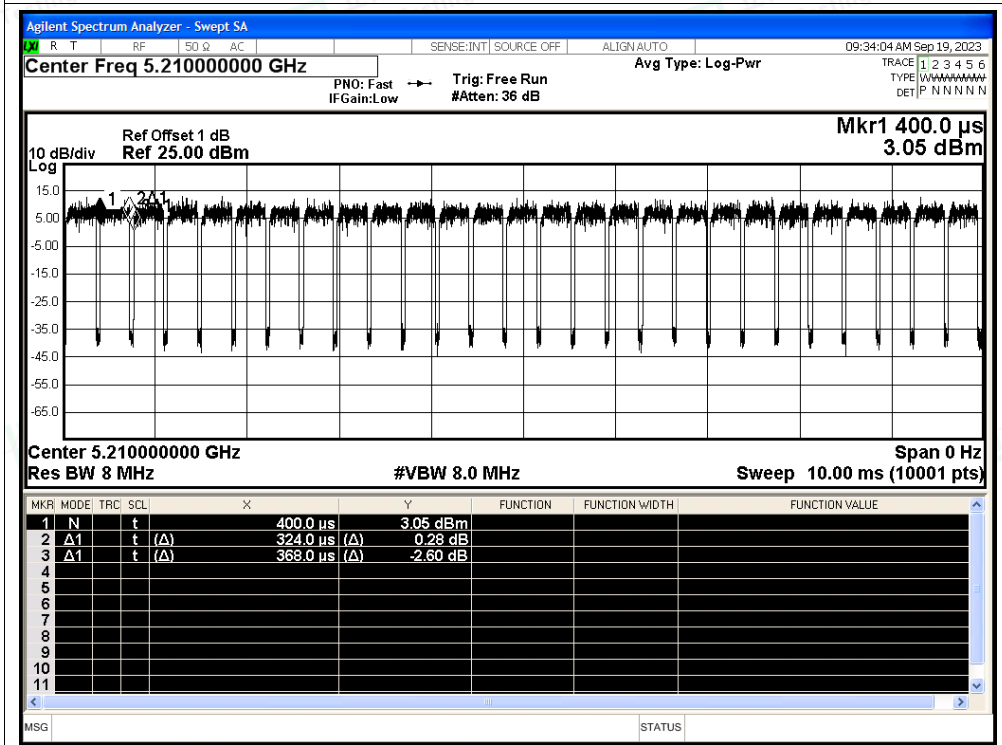 Agilent Spectrum Analyzer - Swept SA
LXI R T RF 50 Ω AC SENSE:INT SOURCE OFF ALIGN AUTO 09:34:04 AM Sep 19, 2023
Center Freq 5.210000000 GHz Avg Type: Log-Pwr TRACE 1 2 3 4 5 6
PNO: Fast Trig: Free Run TYPE
IFGain:Low #Atten: 36 dB DET P N N N N N
Mkr1 400.0 µs
Ref Offset 1 dB
10 dB/div Ref 25.00 dBm 3.05 dBm
Log
15.0
1 2Δ1
5.00
-5.00
-15.0
-25.0
-35.0
-45.0
-55.0
-65.0
Center 5.210000000 GHz Span 0 Hz
Res BW 8 MHz #VBW 8.0 MHz Sweep 10.00 ms (10001 pts)
MKR MODE TRC SCL X Y FUNCTION FUNCTION WIDTH FUNCTION VALUE
1 N t 400.0 µs 3.05 dBm
2 Δ1 t (Δ) 324.0 µs (Δ) 0.28 dB
3 Δ1 t (Δ) 368.0 µs (Δ) -2.60 dB
4
5
6
7
8
9
10
11
MSG STATUS